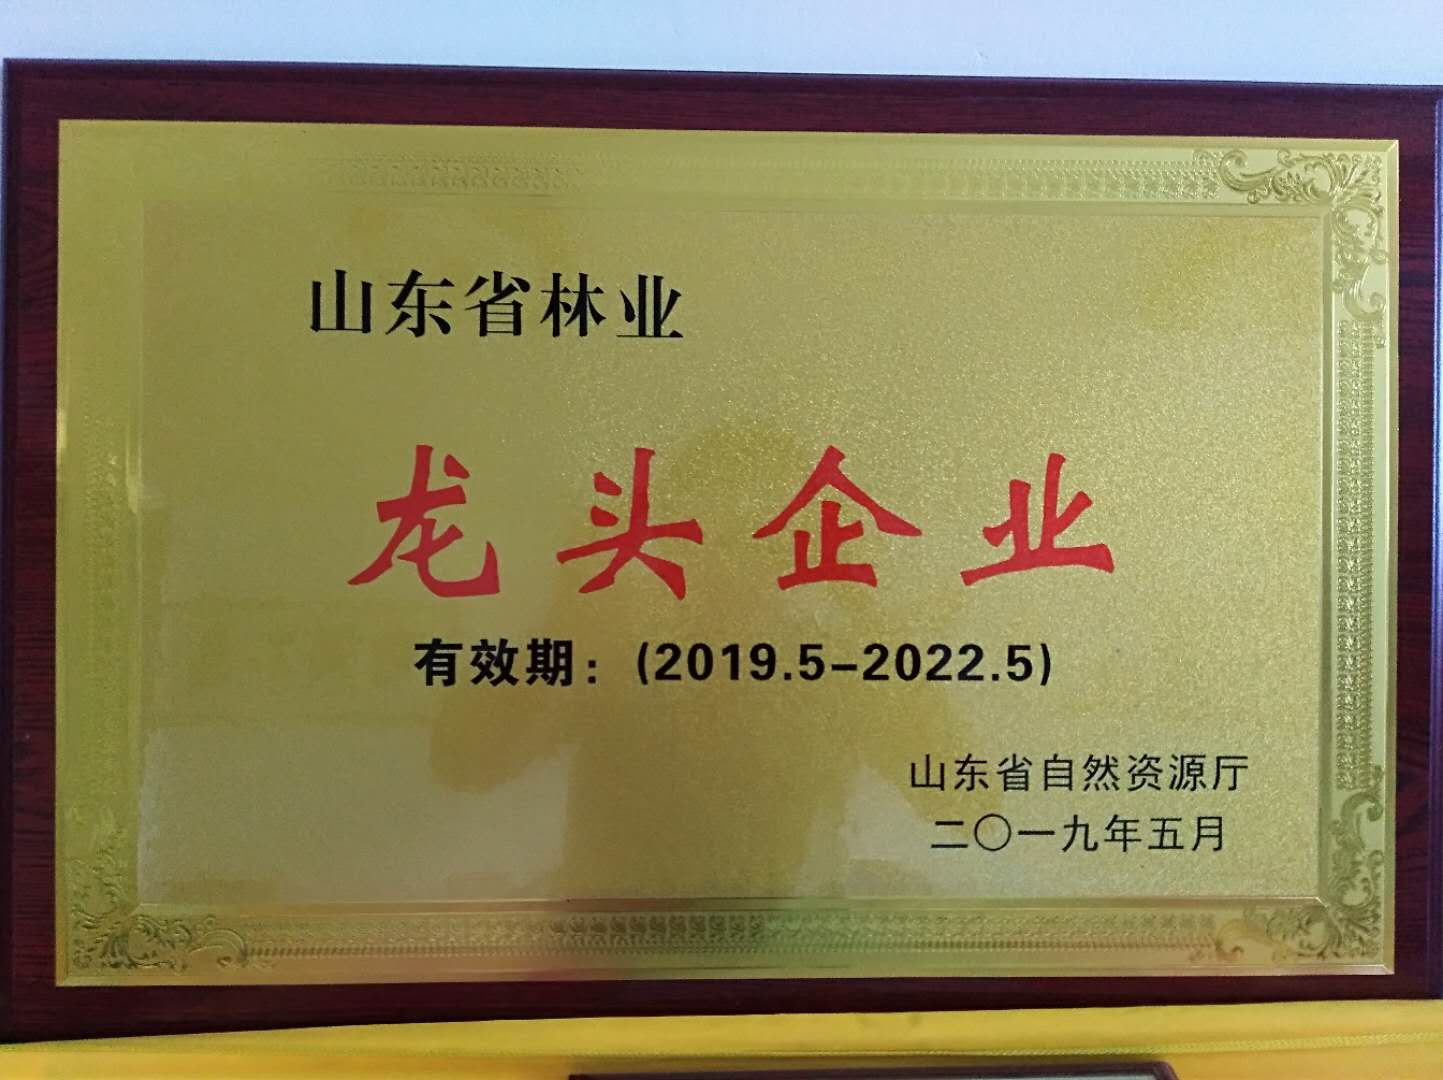 山东省林业
龙头企业
有效期：(2019.5-2022.5)
山东省自然资源厅
二〇一九年五月